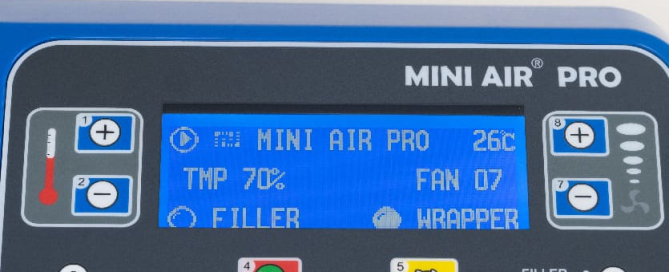 MINI AIR® PRO
1
2
MINI AIR PRO 26°C
TMP 70% FAN 07
FILLER WRAPPER
8
7
4
5
FILLER